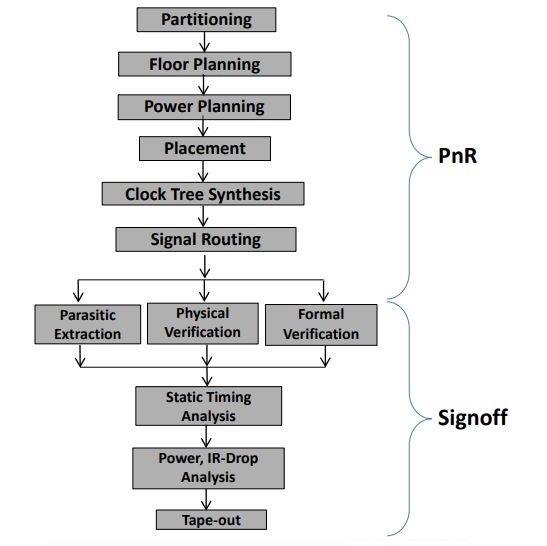 Partitioning
Floor Planning
Power Planning
Placement
PnR
Clock Tree Synthesis
Signal Routing
Parasitic
Extraction
Physical
Verification
Formal
Verification
Static Timing
Analysis
Signoff
Power, IR-Drop
Analysis
Tape-out